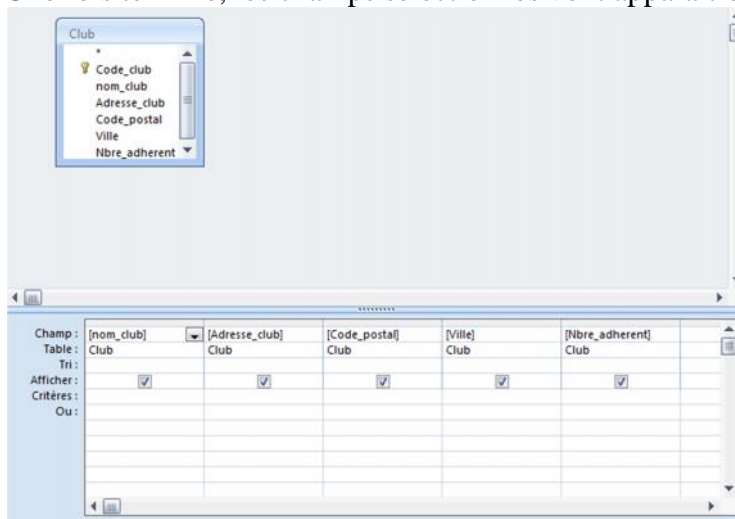 Club
*
Code_club
nom_club
Adresse_club
Code_postal
Ville
Nbre_adherent
Champ : [nom_club] [Adresse_club] [Code_postal] [Ville] [Nbre_adherent]
Table : Club Club Club Club Club
Tri :
Afficher :
Critères :
Ou :